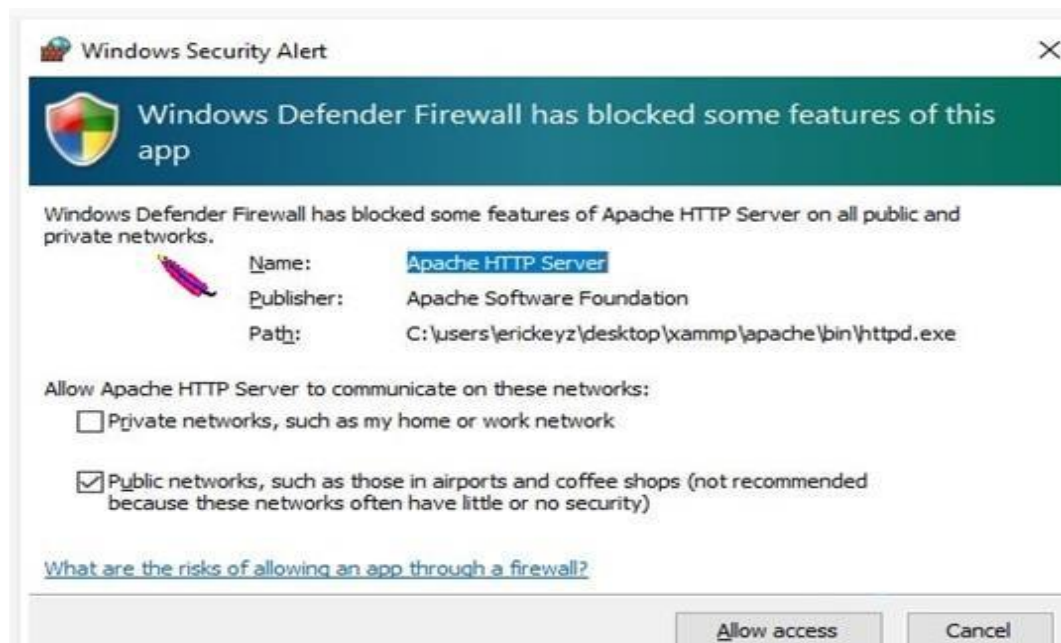 Windows Security Alert
Windows Defender Firewall has blocked some features of this
app
Windows Defender Firewall has blocked some features of Apache HTTP Server on all public and
private networks.
Name: Apache HTTP Server
Publisher: Apache Software Foundation
Path: C:\users\erickeyz\desktop\xammp\apache\bin\httpd.exe
Allow Apache HTTP Server to communicate on these networks:
Private networks, such as my home or work network
Public networks, such as those in airports and coffee shops (not recommended
because these networks often have little or no security)
What are the risks of allowing an app through a firewall?
Allow access Cancel